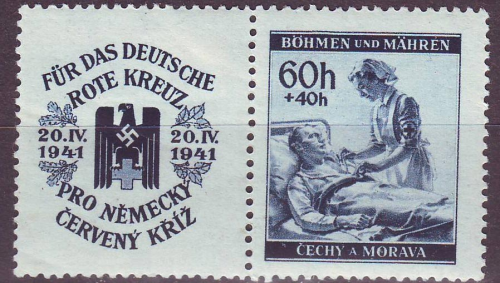 FÜR DAS DEUTSCHE
ROTE KREUZ
20.IV. 20.IV.
1941 1941
PRO NĚMECKÝ
ČERVENÝ KŘÍŽ
BÖHMEN UND MÄHREN
60h
+40h
ČECHY A MORAVA